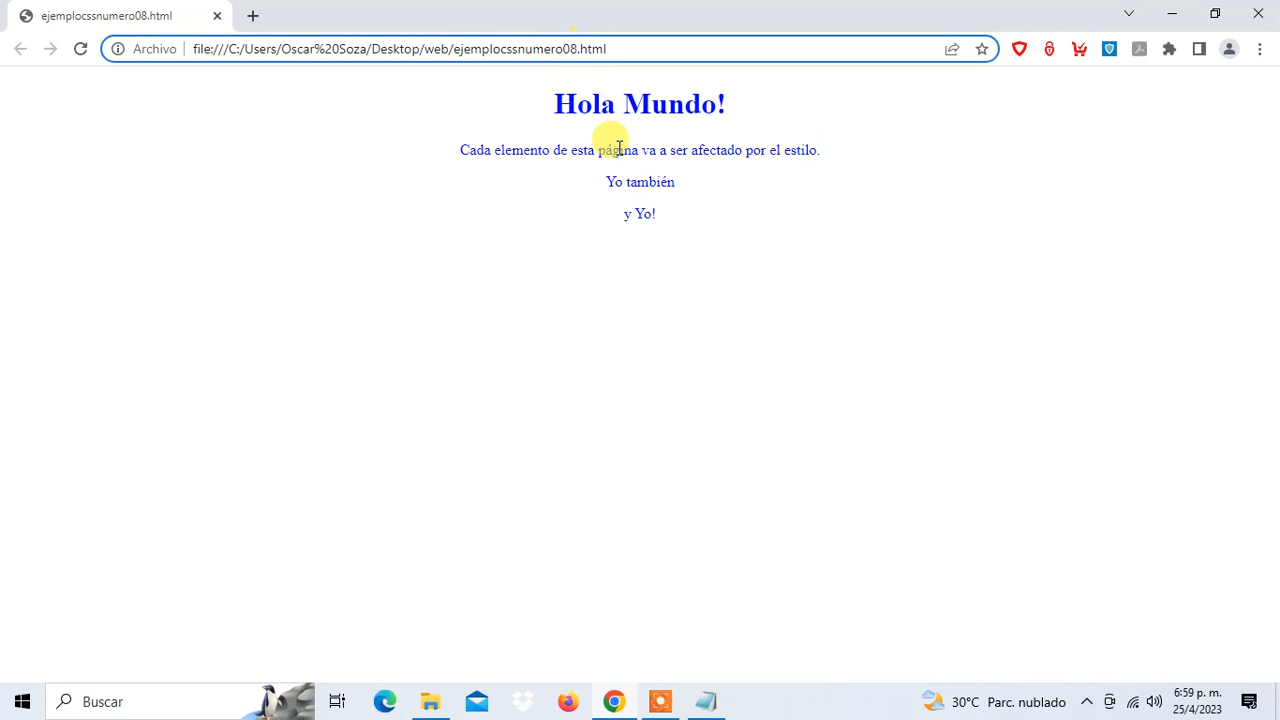 ejemplocssnumero08.html
Archivo
file:///C:/Users/Oscar%20Soza/Desktop/web/ejemplocssnumero08.html
Hola Mundo!
Cada elemento de esta página va a ser afectado por el estilo.
Yo también
y Yo!
Buscar
30°C Parc. nublado
6:59 p. m.
25/4/2023